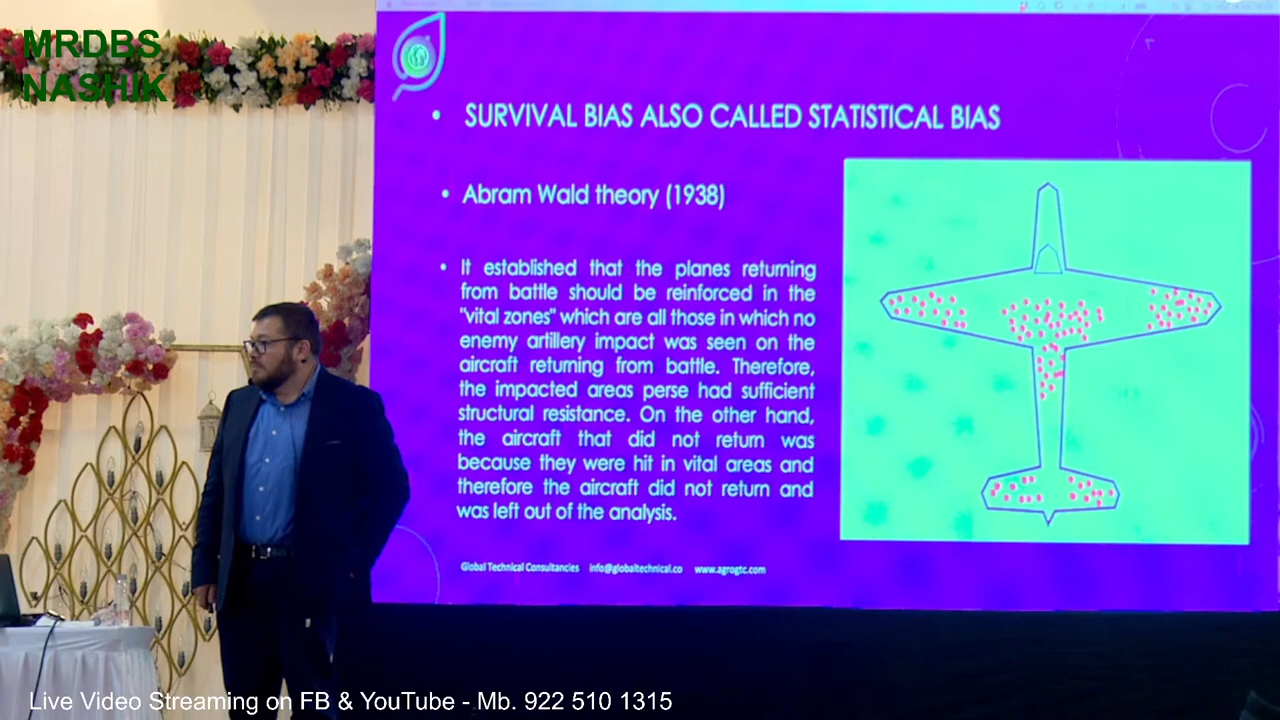 MRDBS
NASHIK
SURVIVAL BIAS ALSO CALLED STATISTICAL BIAS
Abram Wald theory (1938)
It established that the planes returning
from battle should be reinforced in the
"vital zones" which are all those in which no
enemy artillery impact was seen on the
aircraft returning from battle. Therefore,
the impacted areas perse had sufficient
structural resistance. On the other hand,
the aircraft that did not return was
because they were hit in vital areas and
therefore the aircraft did not return and
was left out of the analysis.
Global Technical Consultancies info@globaltechnical.co www.agrogtc.com
Live Video Streaming on FB & YouTube - Mb. 922 510 1315